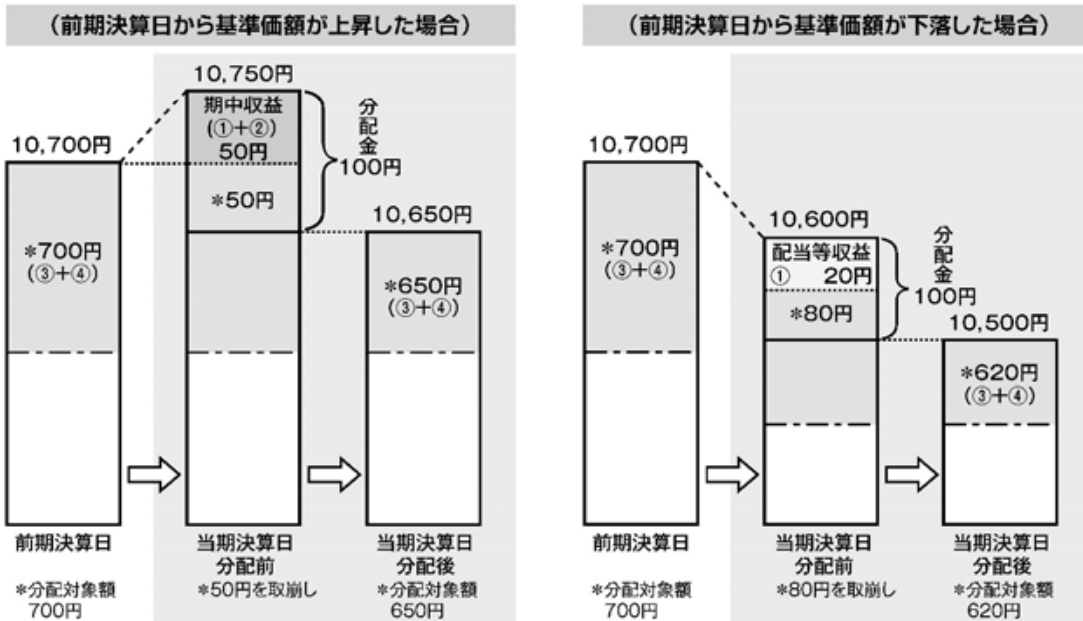 （前期決算日から基準価額が上昇した場合）
10,700円
＊700円
(③＋④)
前期決算日
＊分配対象額
700円
10,750円
期中収益
(①＋②)
50円
＊50円
分配金
100円
当期決算日
分配前
＊50円を取崩し
10,650円
＊650円
(③＋④)
当期決算日
分配後
＊分配対象額
650円
（前期決算日から基準価額が下落した場合）
10,700円
＊700円
(③＋④)
前期決算日
＊分配対象額
700円
10,600円
配当等収益
① 20円
＊80円
分配金
100円
当期決算日
分配前
＊80円を取崩し
10,500円
＊620円
(③＋④)
当期決算日
分配後
＊分配対象額
620円